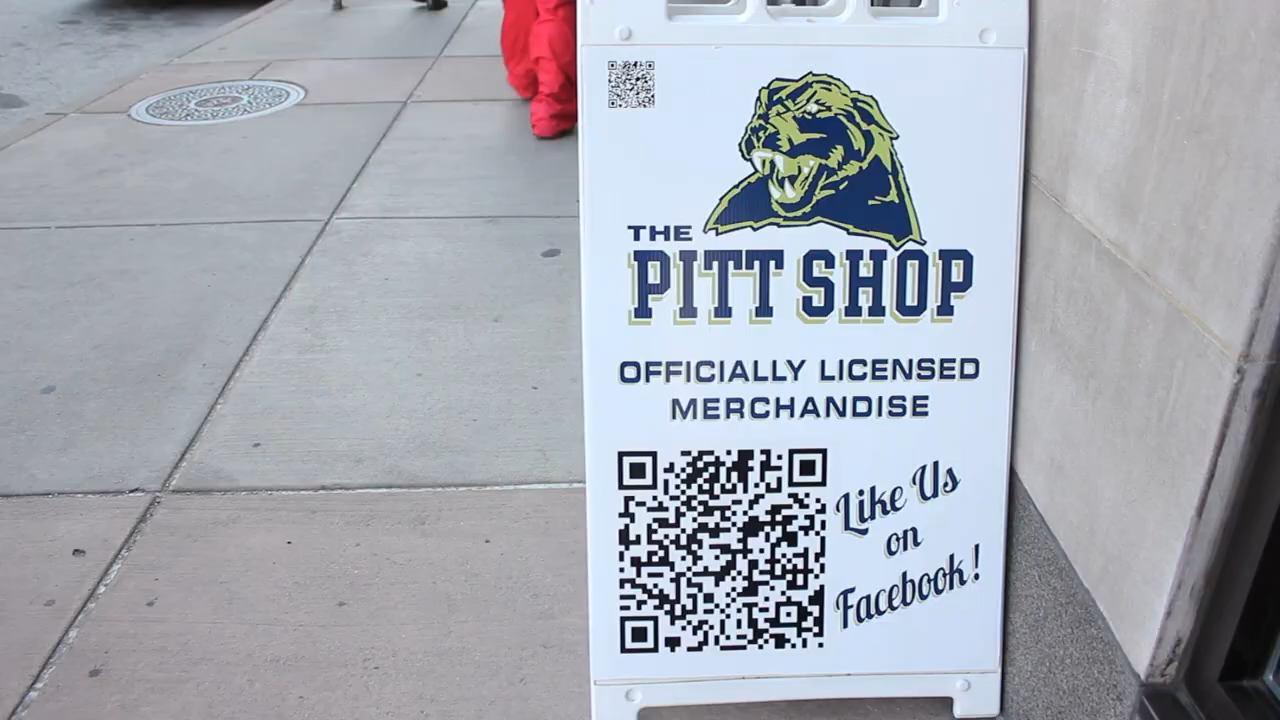 THE
PITT SHOP
OFFICIALLY LICENSED
MERCHANDISE
Like Us
on
Facebook!